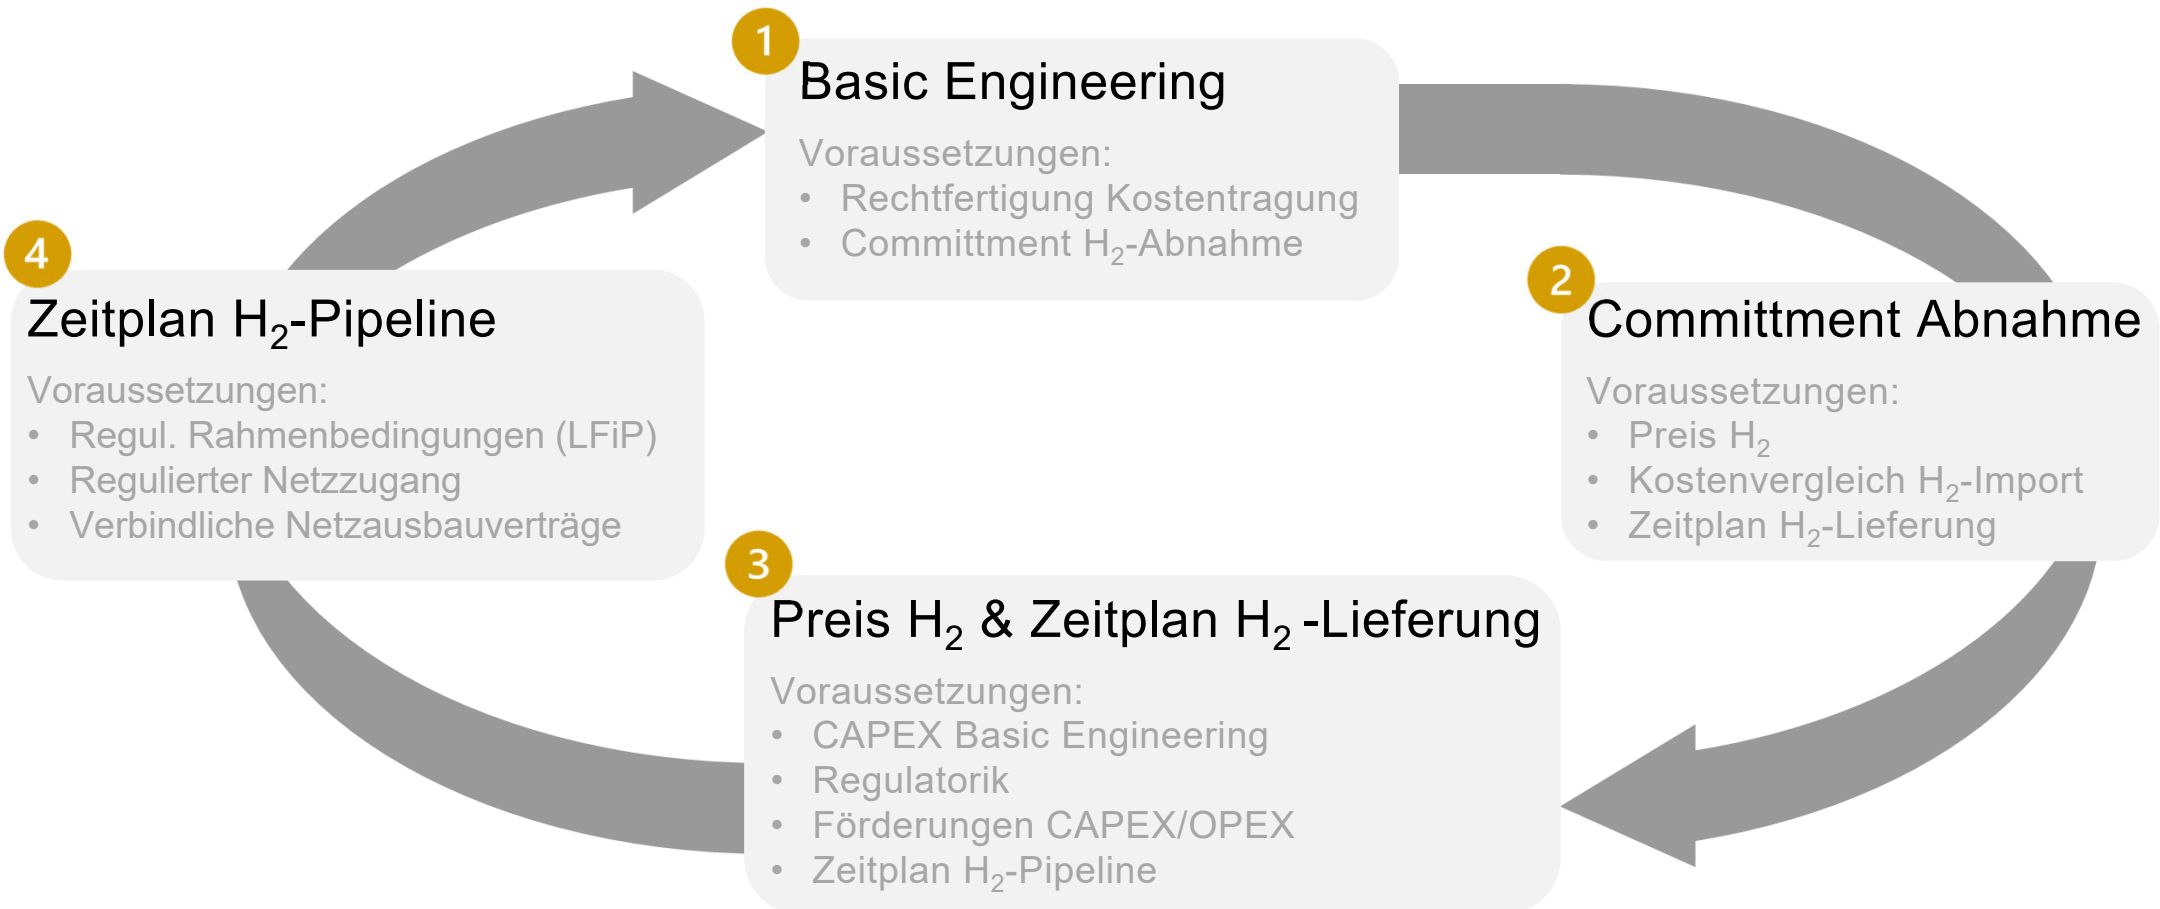 1
Basic Engineering
Voraussetzungen:
• Rechtfertigung Kostentragung
• Committment H₂-Abnahme
2
Committment Abnahme
Voraussetzungen:
• Preis H₂
• Kostenvergleich H₂-Import
• Zeitplan H₂-Lieferung
3
Preis H₂ & Zeitplan H₂ -Lieferung
Voraussetzungen:
• CAPEX Basic Engineering
• Regulatorik
• Förderungen CAPEX/OPEX
• Zeitplan H₂-Pipeline
4
Zeitplan H₂-Pipeline
Voraussetzungen:
• Regul. Rahmenbedingungen (LFiP)
• Regulierter Netzzugang
• Verbindliche Netzausbauverträge